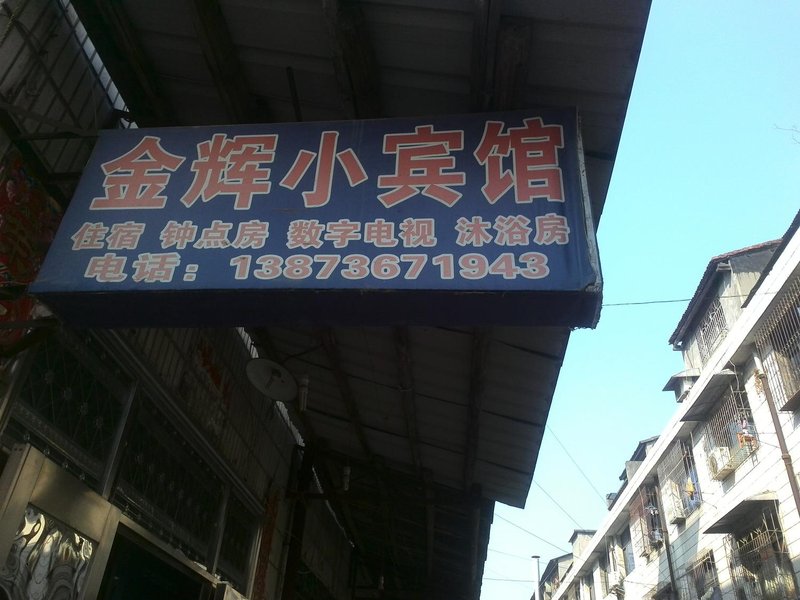 金辉小宾馆
住宿 钟点房 数字电视 沐浴房
电话：13873671943